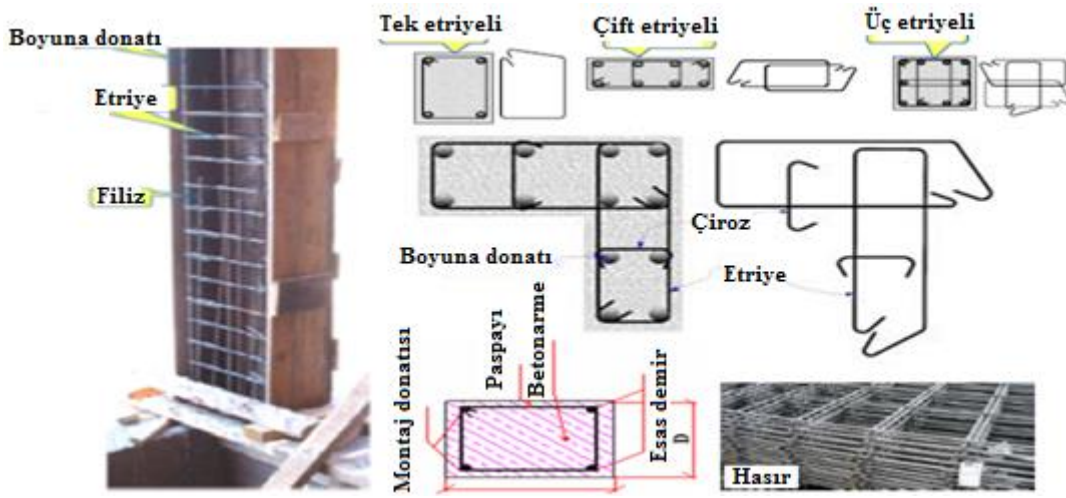 Boyuna donatı
Etriye
Filiz
Tek etriyeli
Çift etriyeli
Üç etriyeli
Çiroz
Boyuna donatı
Etriye
Montaj donatısı
Paspayı
Betonarme
Esas demir
D
Hasır